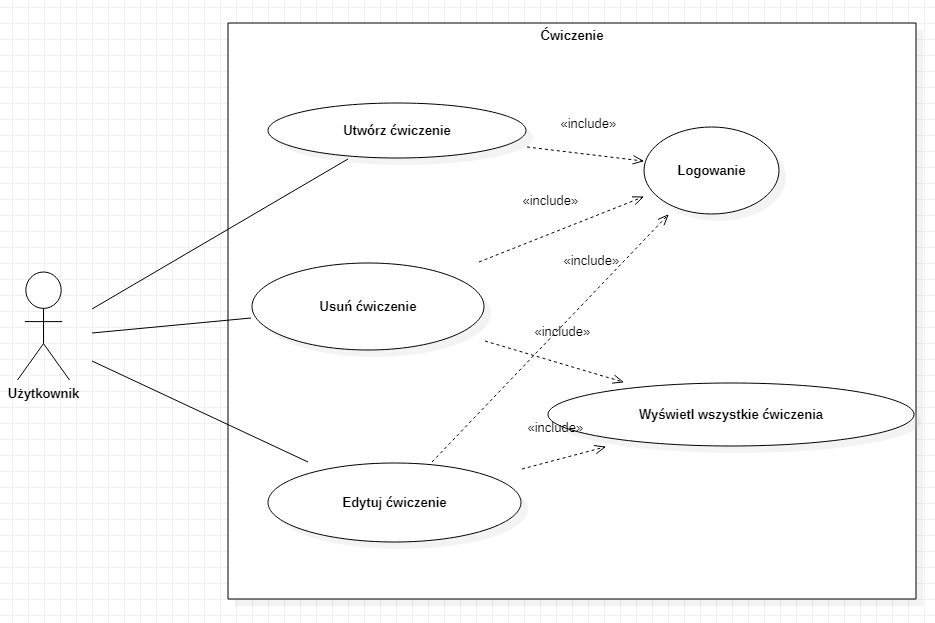 Ćwiczenie
Utwórz ćwiczenie
«include»
Logowanie
«include»
«include»
Usuń ćwiczenie
«include»
Użytkownik
Wyświetl wszystkie ćwiczenia
«include»
Edytuj ćwiczenie